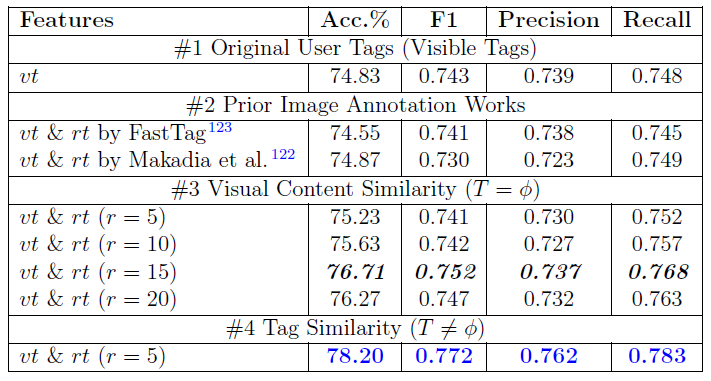 Features Acc.% F1 Precision Recall
#1 Original User Tags (Visible Tags)
vt 74.83 0.743 0.739 0.748
#2 Prior Image Annotation Works
vt & rt by FastTag123 74.55 0.741 0.738 0.745
vt & rt by Makadia et al.122 74.87 0.730 0.723 0.749
#3 Visual Content Similarity (T = ϕ)
vt & rt (r = 5) 75.23 0.741 0.730 0.752
vt & rt (r = 10) 75.63 0.742 0.727 0.757
vt & rt (r = 15) 76.71 0.752 0.737 0.768
vt & rt (r = 20) 76.27 0.747 0.732 0.763
#4 Tag Similarity (T ≠ ϕ)
vt & rt (r = 5) 78.20 0.772 0.762 0.783